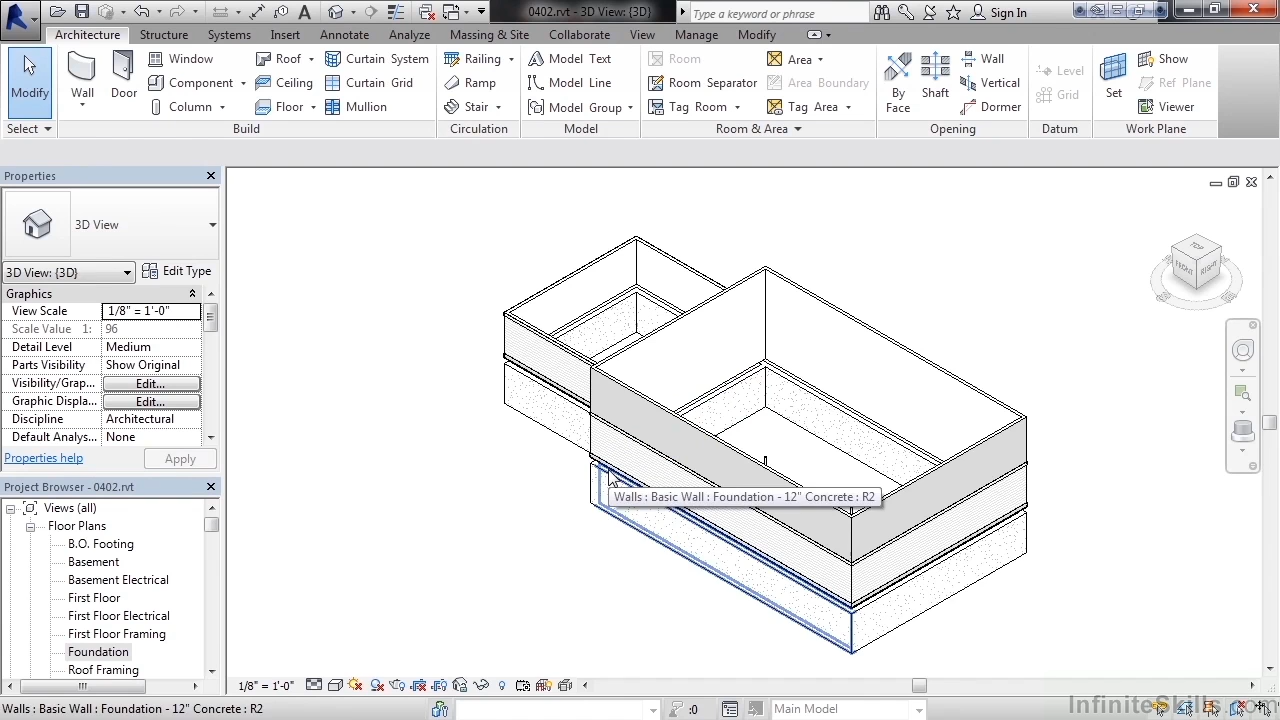 0402.rvt - 3D View: {3D}
Type a keyword or phrase
Sign In
Architecture Structure Systems Insert Annotate Analyze Massing & Site Collaborate View Manage Modify
Modify
Select
Wall
Door
Window
Component
Column
Roof
Ceiling
Floor
Curtain System
Curtain Grid
Mullion
Build
Railing
Ramp
Stair
Circulation
Model Text
Model Line
Model Group
Model
Room
Room Separator
Tag Room
Area
Area Boundary
Tag Area
Room & Area
By Face
Shaft
Wall
Vertical
Dormer
Opening
Level
Grid
Datum
Set
Show
Ref Plane
Viewer
Work Plane
Properties
3D View
3D View: {3D}
Edit Type
Graphics
View Scale 1/8" = 1'-0"
Scale Value 1: 96
Detail Level Medium
Parts Visibility Show Original
Visibility/Grap... Edit...
Graphic Displa... Edit...
Discipline Architectural
Default Analys... None
Properties help
Apply
Project Browser - 0402.rvt
Views (all)
Floor Plans
B.O. Footing
Basement
Basement Electrical
First Floor
First Floor Electrical
First Floor Framing
Foundation
Roof Framing
TOP
FRONT
RIGHT
Walls : Basic Wall : Foundation - 12" Concrete : R2
1/8" = 1'-0"
Walls : Basic Wall : Foundation - 12" Concrete : R2
:0
Main Model
InfiniteSkills.com